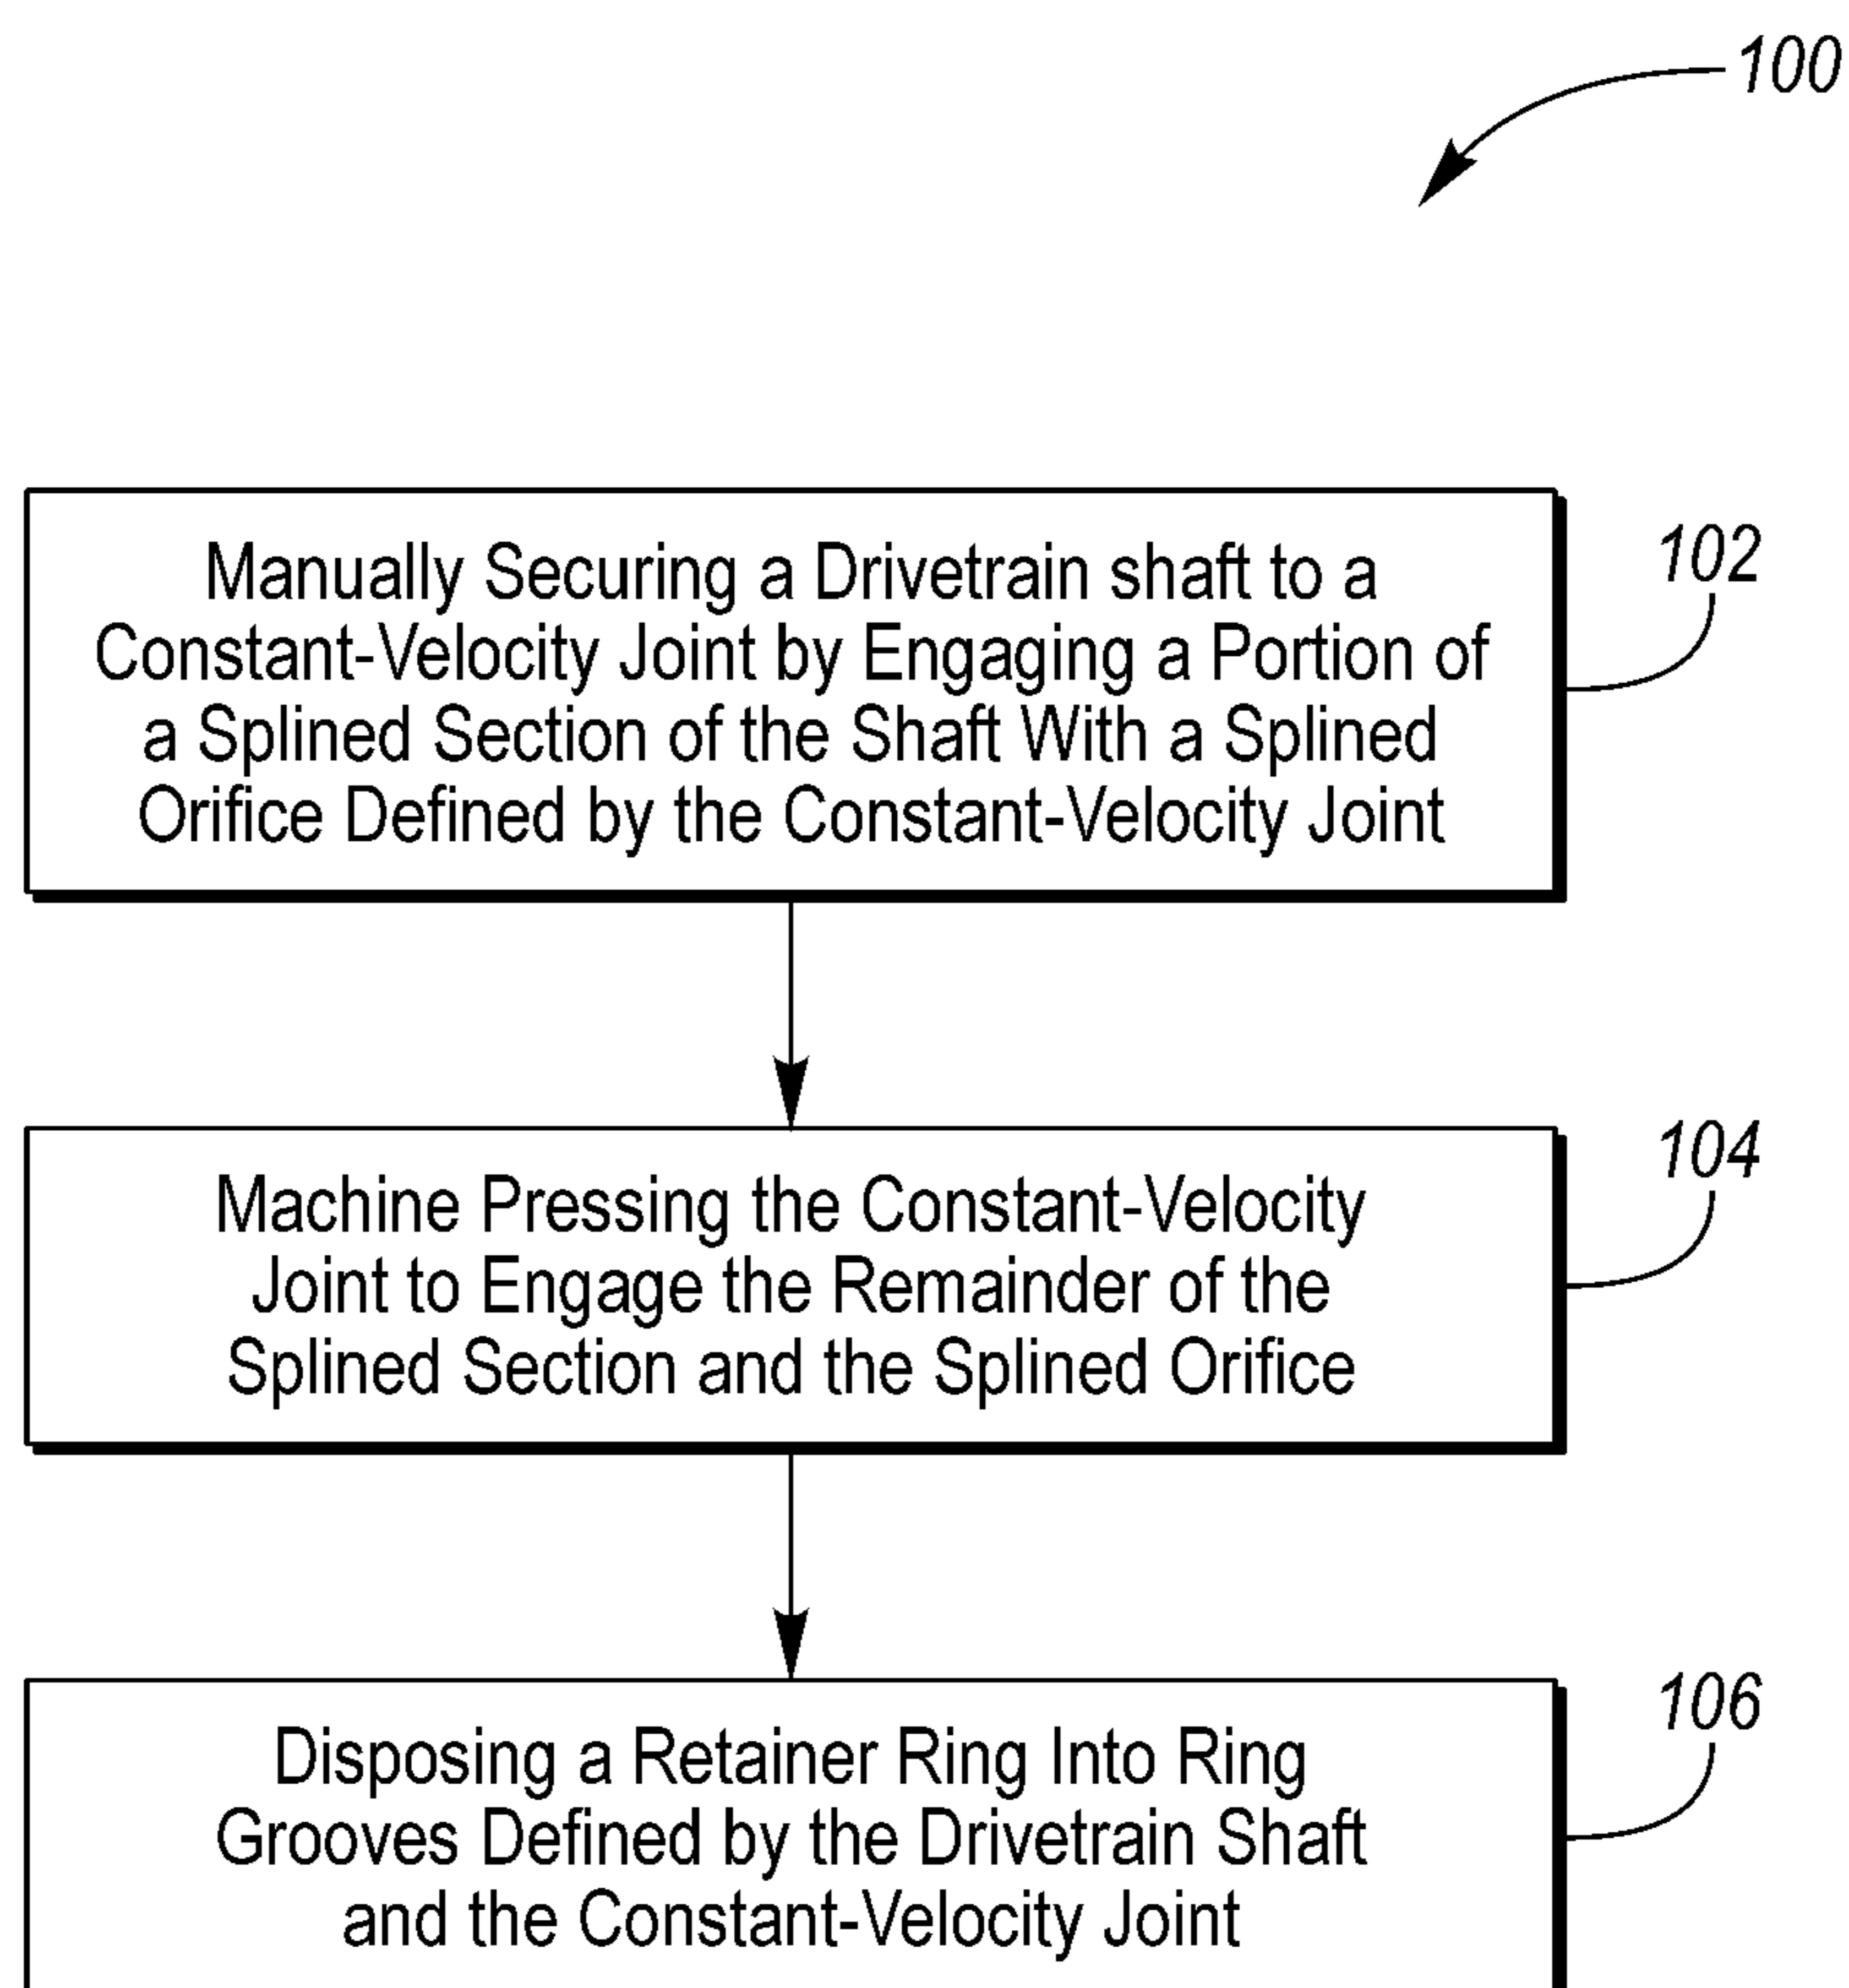 100
Manually Securing a Drivetrain shaft to a
Constant-Velocity Joint by Engaging a Portion of
a Splined Section of the Shaft With a Splined
Orifice Defined by the Constant-Velocity Joint
102
Machine Pressing the Constant-Velocity
Joint to Engage the Remainder of the
Splined Section and the Splined Orifice
104
Disposing a Retainer Ring Into Ring
Grooves Defined by the Drivetrain Shaft
and the Constant-Velocity Joint
106